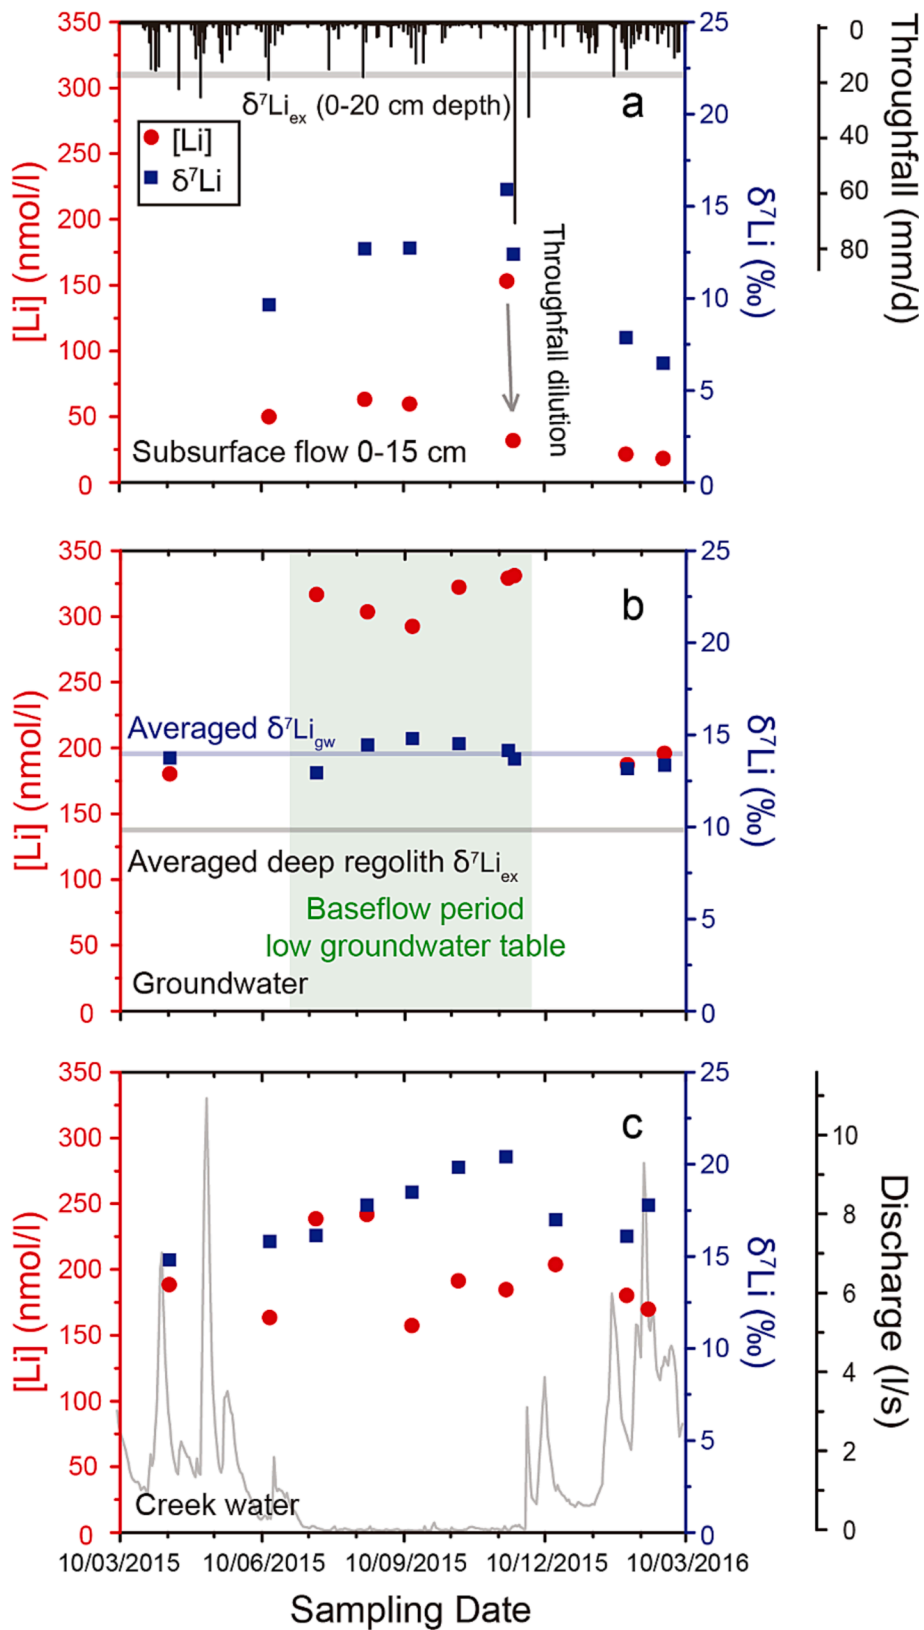 350
300
250
200
150
100
50
0
[Li] (nmol/l)
δ⁷Liₑₓ (0-20 cm depth)
a
[Li]
δ⁷Li
Throughfall dilution
Subsurface flow 0-15 cm
25
20
15
10
5
0
δ⁷Li (‰)
0
20
40
60
80
Throughfall (mm/d)
350
300
250
200
150
100
50
0
[Li] (nmol/l)
b
Averaged δ⁷Li gw
Averaged deep regolith δ⁷Liₑₓ
Baseflow period
low groundwater table
Groundwater
25
20
15
10
5
0
δ⁷Li (‰)
350
300
250
200
150
100
50
0
[Li] (nmol/l)
c
Creek water
25
20
15
10
5
0
δ⁷Li (‰)
10
8
6
4
2
0
Discharge (l/s)
10/03/2015 10/06/2015 10/09/2015 10/12/2015 10/03/2016
Sampling Date